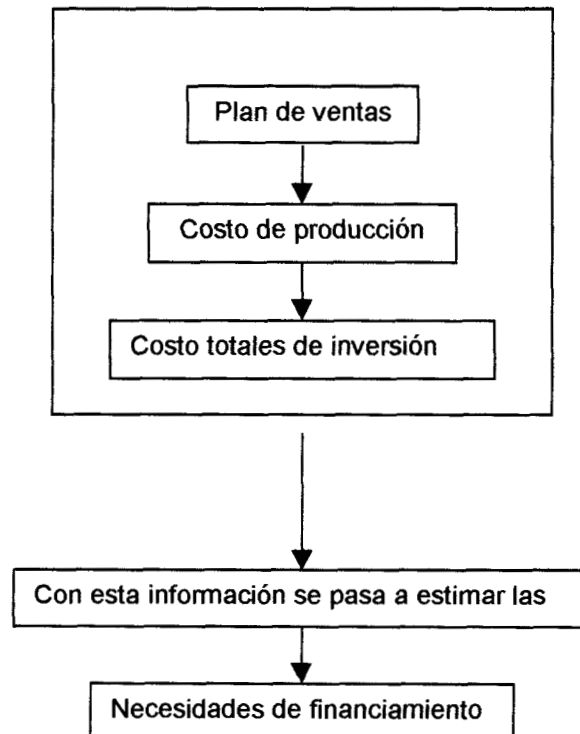 Plan de ventas
Costo de producción
Costo totales de inversión
Con esta información se pasa a estimar las
Necesidades de financiamiento